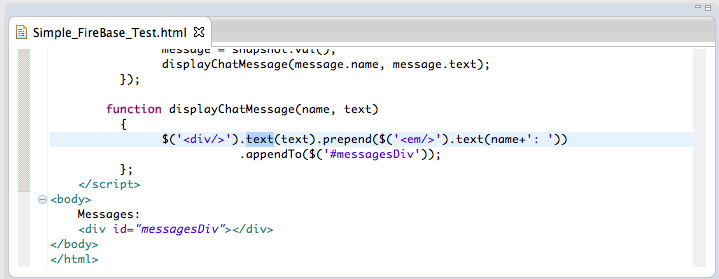 Simple_FireBase_Test.html
message = snapshot.val();
displayChatMessage(message.name, message.text);
});
function displayChatMessage(name, text)
{
$('<div/>').text(text).prepend($('<em/>').text(name+': '))
.appendTo($('#messagesDiv'));
};
</script>
<body>
Messages:
<div id="messagesDiv"></div>
</body>
</html>